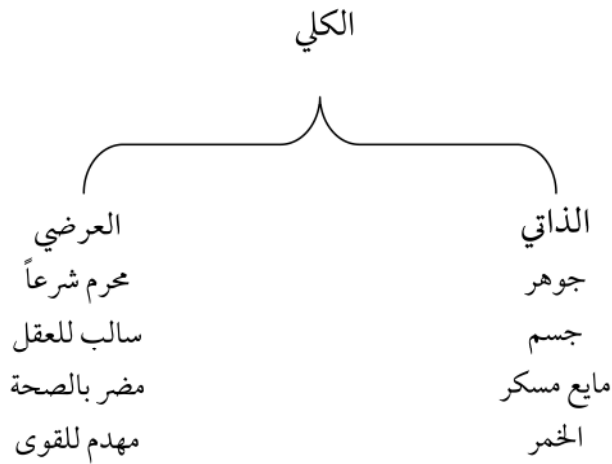 الكلي
الذاتي
جوهر
جسم
مايع مسكر
الخمر
العرضي
محرم شرعاً
سالب للعقل
مضر بالصحة
مهدم للقوى